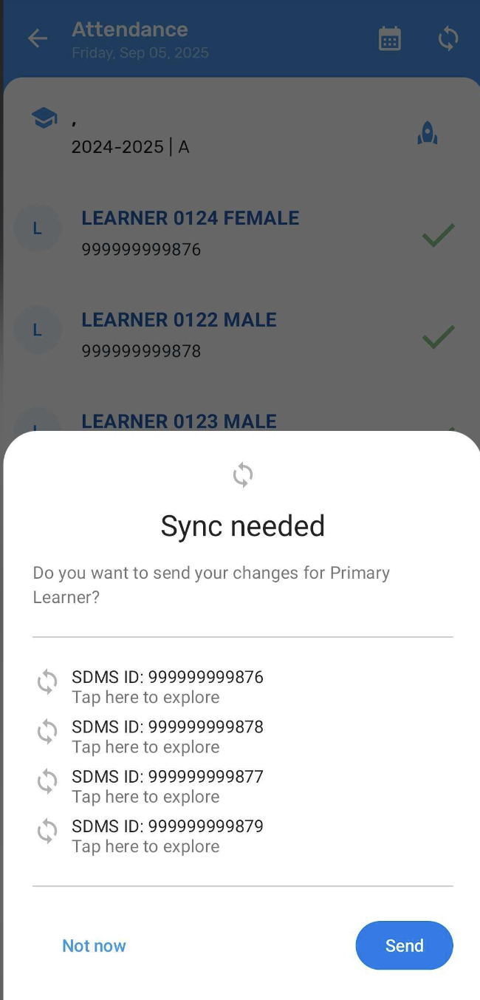 Attendance
Friday, Sep 05, 2025
,
2024-2025 | A
L
LEARNER 0124 FEMALE
999999999876
L
LEARNER 0122 MALE
999999999878
L
LEARNER 0123 MALE
Sync needed
Do you want to send your changes for Primary
Learner?
SDMS ID: 999999999876
Tap here to explore
SDMS ID: 999999999878
Tap here to explore
SDMS ID: 999999999877
Tap here to explore
SDMS ID: 999999999879
Tap here to explore
Not now
Send